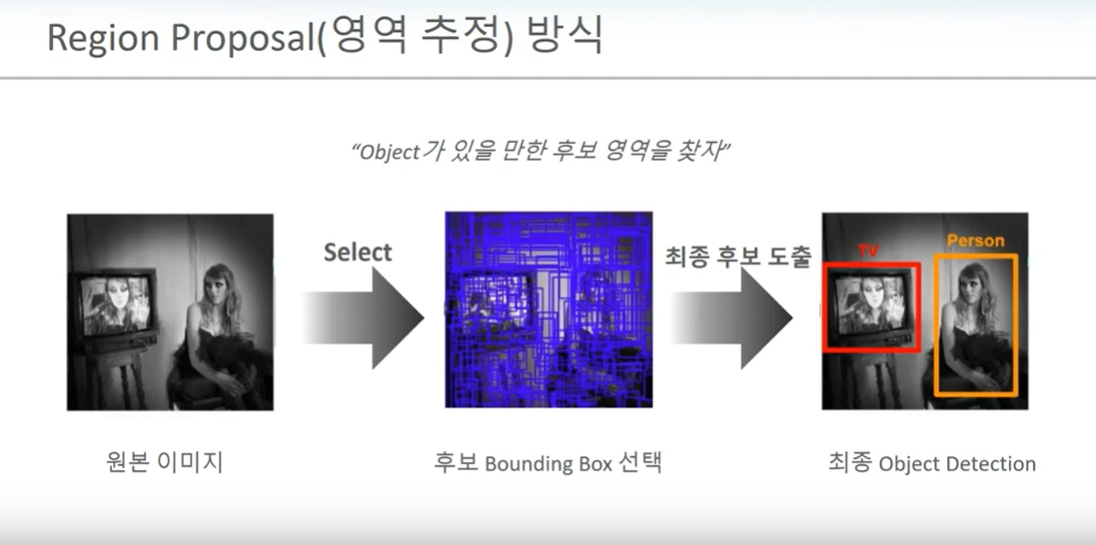 Region Proposal(영역 추정) 방식
“Object가 있을 만한 후보 영역을 찾자”
Select
최종 후보 도출
TV
Person
원본 이미지
후보 Bounding Box 선택
최종 Object Detection